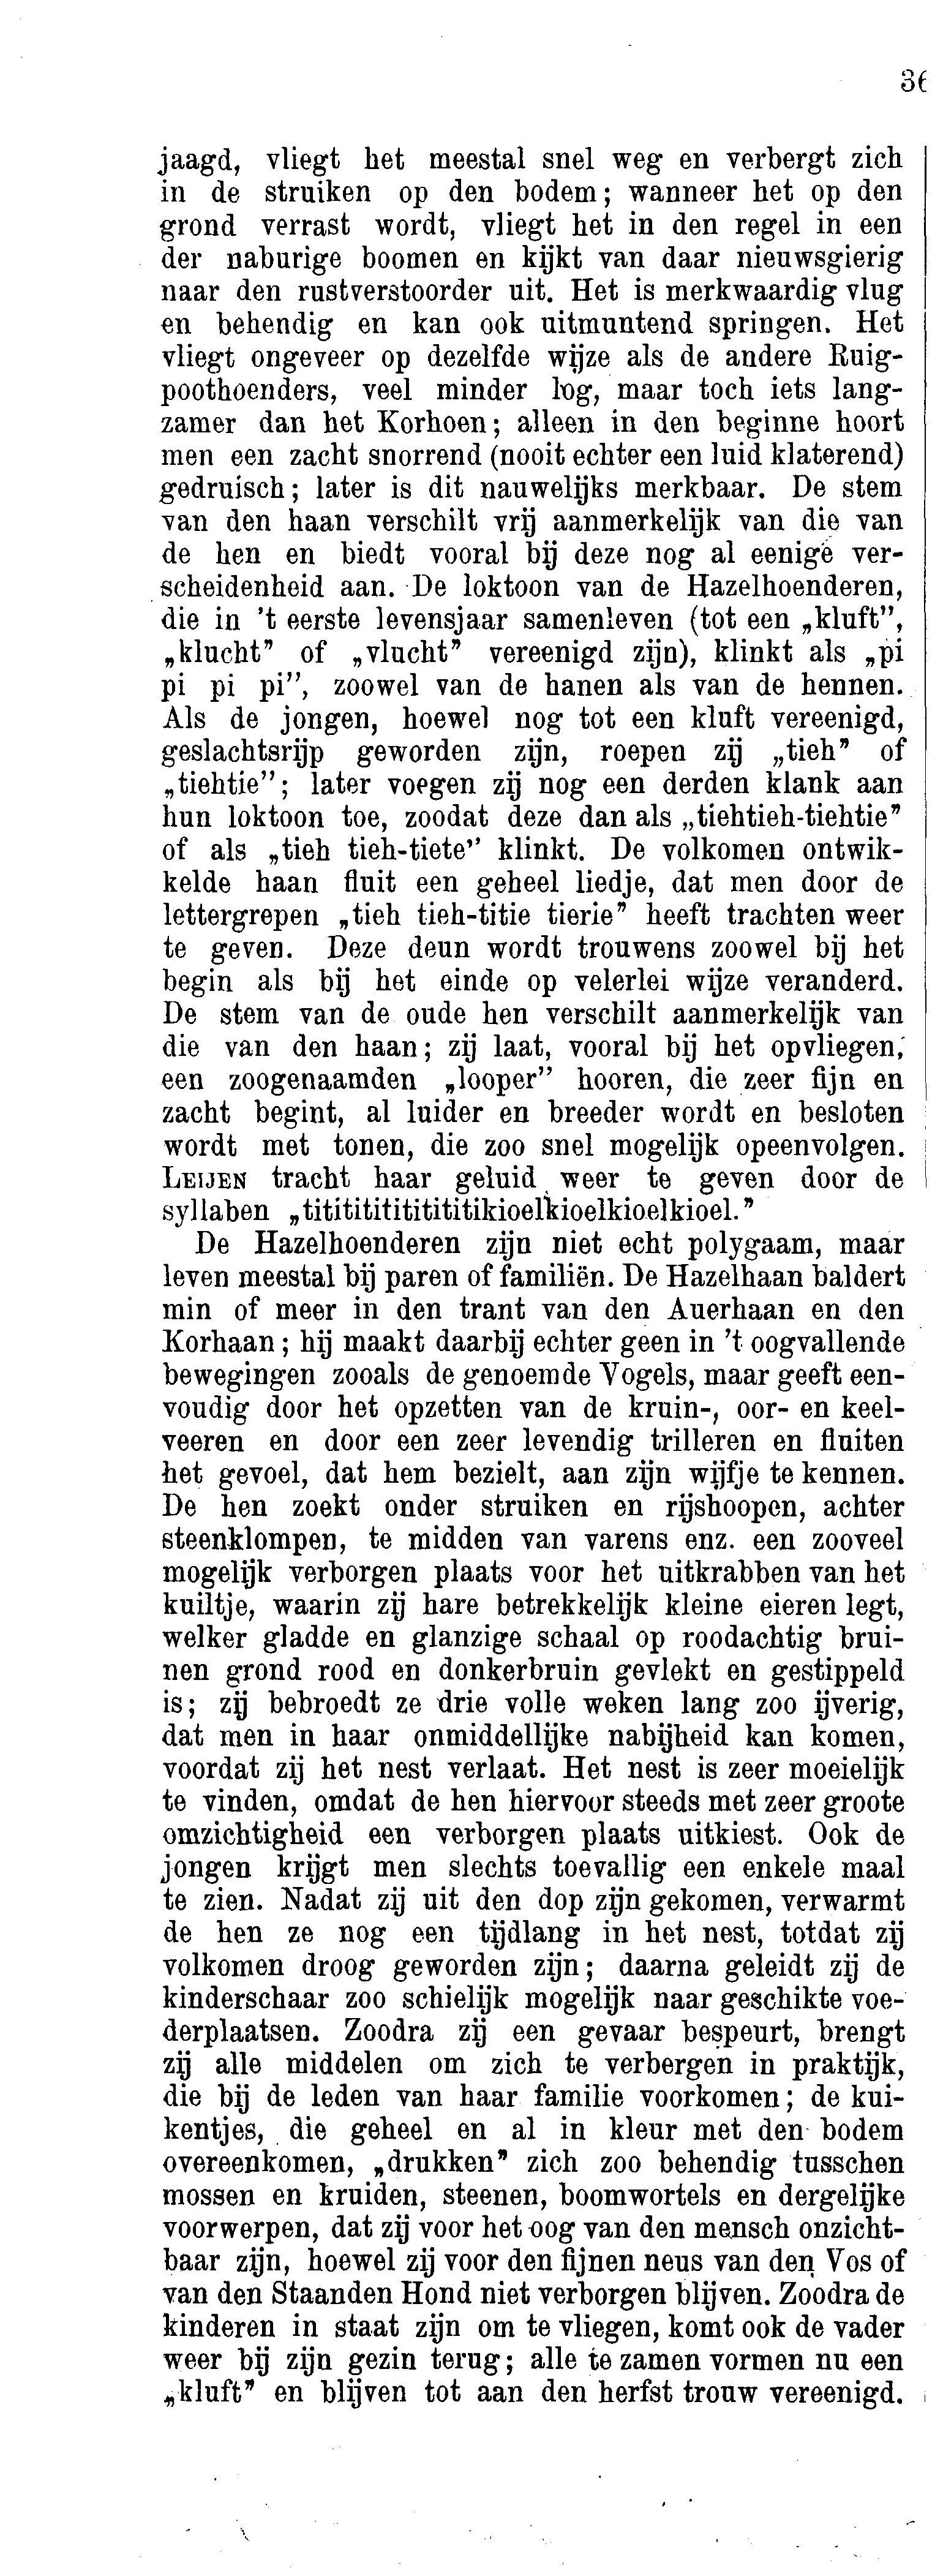 36
jaagd, vliegt het meestal snel weg en verbergt zich
in de struiken op den bodem; wanneer het op den
grond verrast wordt, vliegt het in den regel in een
der naburige boomen en kijkt van daar nieuwsgierig
naar den rustverstoorder uit. Het is merkwaardig vlug
en behendig en kan ook uitmuntend springen. Het
vliegt ongeveer op dezelfde wijze als de andere Ruig-
poothoenders, veel minder log, maar toch iets lang-
zamer dan het Korhoen; alleen in den beginne hoort
men een zacht snorrend (nooit echter een luid klaterend)
gedruisch; later is dit nauwelijks merkbaar. De stem
van den haan verschilt vrij aanmerkelijk van die van
de hen en biedt vooral bij deze nog al eenige ver-
scheidenheid aan. De loktoon van de Hazelhoenderen,
die in 't eerste levensjaar samenleven (tot een „kluft”,
„klucht” of „vlucht” vereenigd zijn), klinkt als „pi
pi pi pi”, zoowel van de hanen als van de hennen.
Als de jongen, hoewel nog tot een kluft vereenigd,
geslachtsrijp geworden zijn, roepen zij „tieh” of
„tiehtie”; later voegen zij nog een derden klank aan
hun loktoon toe, zoodat deze dan als „tiehtieh-tiehtie”
of als „tieh tieh-tiete” klinkt. De volkomen ontwik-
kelde haan fluit een geheel liedje, dat men door de
lettergrepen „tieh tieh-titie tierie” heeft trachten weer
te geven. Deze deun wordt trouwens zoowel bij het
begin als bij het einde op velerlei wijze veranderd.
De stem van de oude hen verschilt aanmerkelijk van
die van den haan; zij laat, vooral bij het opvliegen,
een zoogenaamden „looper” hooren, die zeer fijn en
zacht begint, al luider en breeder wordt en besloten
wordt met tonen, die zoo snel mogelijk opeenvolgen.
LEIJEN tracht haar geluid weer te geven door de
syllaben „titititititititikioelkioelkioelkioel.”
De Hazelhoenderen zijn niet echt polygaam, maar
leven meestal bij paren of familiën. De Hazelhaan baldert
min of meer in den trant van den Auerhaan en den
Korhaan; hij maakt daarbij echter geen in 't oogvallende
bewegingen zooals de genoemde Vogels, maar geeft een-
voudig door het opzetten van de kruin-, oor- en keel-
veeren en door een zeer levendig trilleren en fluiten
het gevoel, dat hem bezielt, aan zijn wijfje te kennen.
De hen zoekt onder struiken en rijshoopen, achter
steenklompen, te midden van varens enz. een zooveel
mogelijk verborgen plaats voor het uitkrabben van het
kuiltje, waarin zij hare betrekkelijk kleine eieren legt,
welker gladde en glanzige schaal op roodachtig brui-
nen grond rood en donkerbruin gevlekt en gestippeld
is; zij bebroedt ze drie volle weken lang zoo ijverig,
dat men in haar onmiddellijke nabijheid kan komen,
voordat zij het nest verlaat. Het nest is zeer moeielijk
te vinden, omdat de hen hiervoor steeds met zeer groote
omzichtigheid een verborgen plaats uitkiest. Ook de
jongen krijgt men slechts toevallig een enkele maal
te zien. Nadat zij uit den dop zijn gekomen, verwarmt
de hen ze nog een tijdlang in het nest, totdat zij
volkomen droog geworden zijn; daarna geleidt zij de
kinderschaar zoo schielijk mogelijk naar geschikte voe-
derplaatsen. Zoodra zij een gevaar bespeurt, brengt
zij alle middelen om zich te verbergen in praktijk,
die bij de leden van haar familie voorkomen; de kui-
kentjes, die geheel en al in kleur met den bodem
overeenkomen, „drukken” zich zoo behendig tusschen
mossen en kruiden, steenen, boomwortels en dergelijke
voorwerpen, dat zij voor het oog van den mensch onzicht-
baar zijn, hoewel zij voor den fijnen neus van den Vos of
van den Staanden Hond niet verborgen blijven. Zoodra de
kinderen in staat zijn om te vliegen, komt ook de vader
weer bij zijn gezin terug; alle te zamen vormen nu een
„kluft” en blijven tot aan den herfst trouw vereenigd.